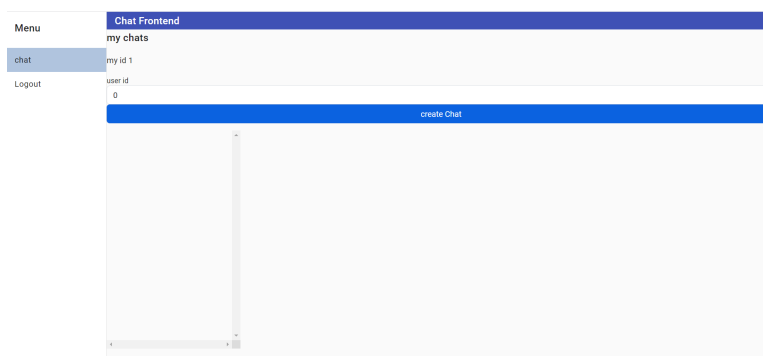 Menu
chat
Logout
Chat Frontend
my chats
my id 1
user id
0
create Chat